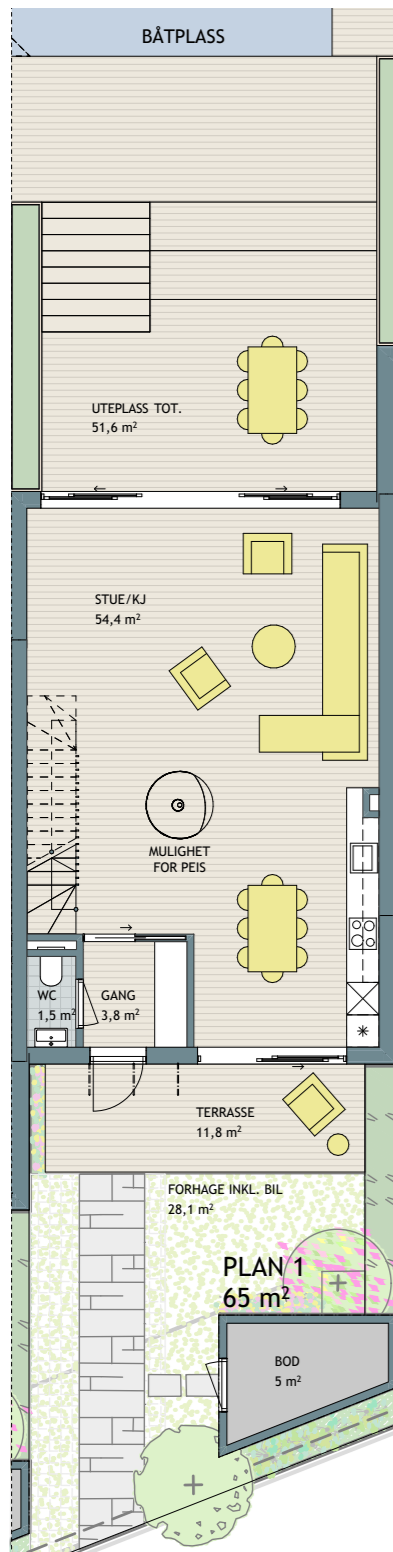 BÅTPLASS
UTEPLASS TOT.
51,6 m²
STUE/KJ
54,4 m²
MULIGHET
FOR PEIS
WC
1,5 m²
GANG
3,8 m²
TERRASSE
11,8 m²
FORHAGE INKL. BIL
28,1 m²
PLAN 1
65 m²
BOD
5 m²